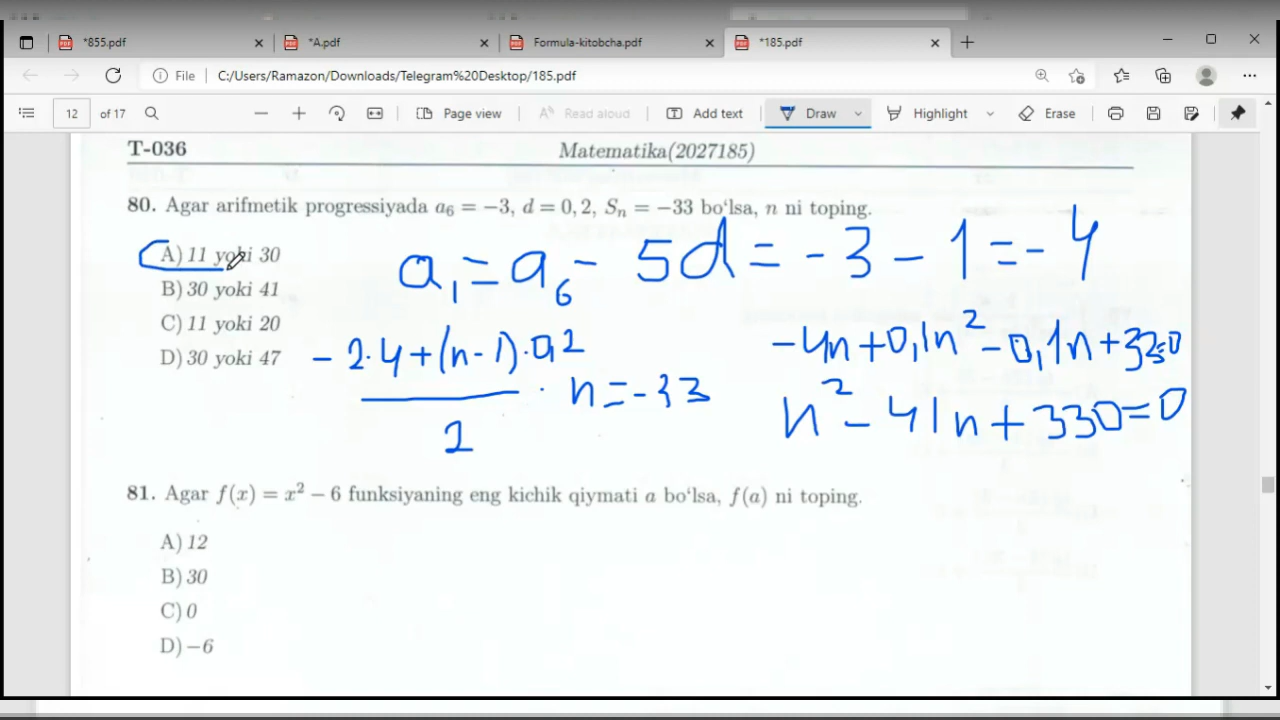 *855.pdf *A.pdf Formula-kitobcha.pdf *185.pdf
File C:/Users/Ramazon/Downloads/Telegram%20Desktop/185.pdf
12 of 17 Page view Read aloud Add text Draw Highlight Erase
T-036 Matematika(2027185)
80. Agar arifmetik progressiyada a₆ = −3, d = 0, 2, Sₙ = −33 bo‘lsa, n ni toping.
A) 11 yoki 30
B) 30 yoki 41
C) 11 yoki 20
D) 30 yoki 47
a₁ = a₆ − 5d = −3 − 1 = −4
(−2·4+(n−1)·0,2)/2 · n = −33
−4n+0,1n²−0,1n+33=0
n²−41n+330=0
81. Agar f(x) = x² − 6 funksiyaning eng kichik qiymati a bo‘lsa, f(a) ni toping.
A) 12
B) 30
C) 0
D) −6